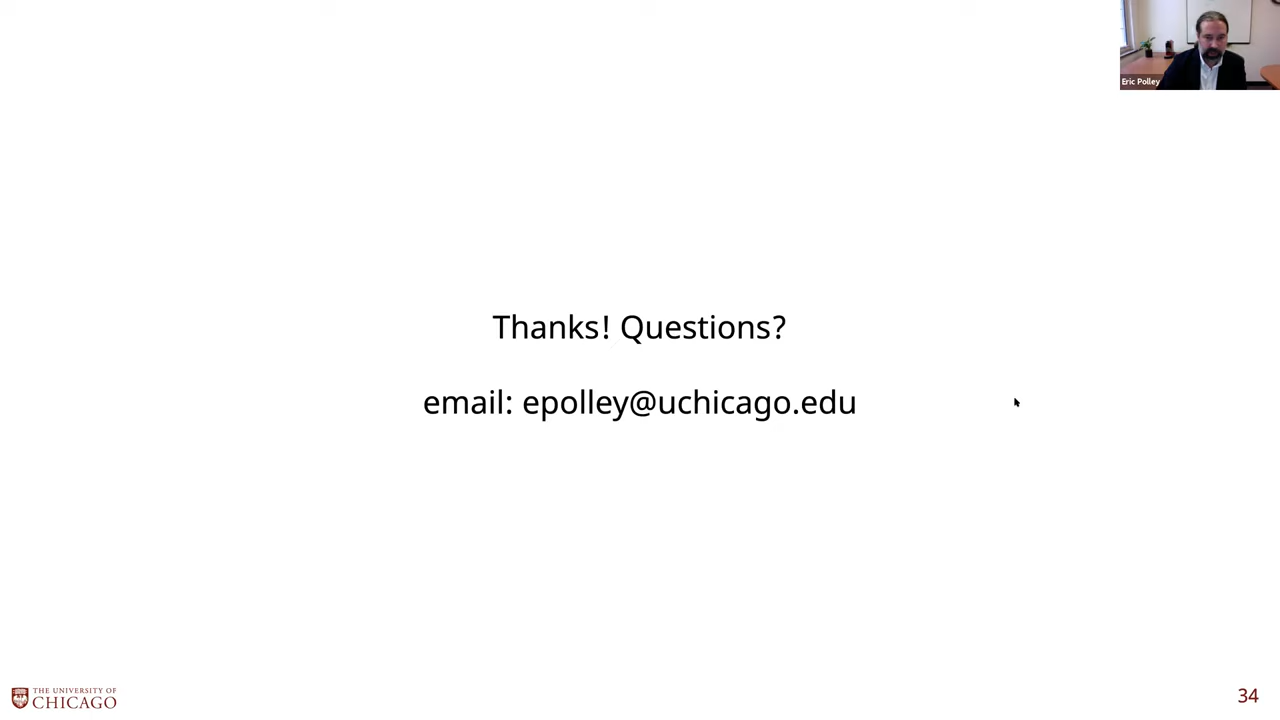 Eric Polley
Thanks! Questions?
email: epolley@uchicago.edu
THE UNIVERSITY OF
CHICAGO
34